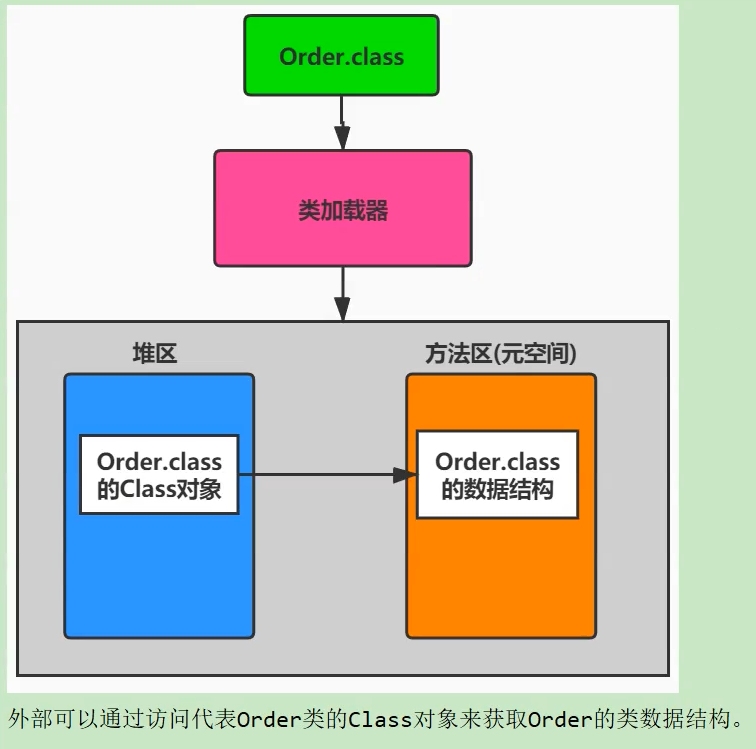 Order.class
类加载器
堆区
方法区(元空间)
Order.class
的Class对象
Order.class
的数据结构
外部可以通过访问代表Order类的Class对象来获取Order的类数据结构。